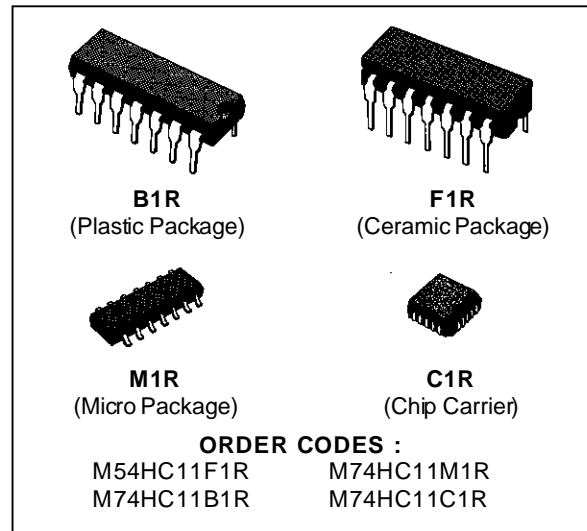 B1R
(Plastic Package)
F1R
(Ceramic Package)
M1R
(Micro Package)
C1R
(Chip Carrier)
ORDER CODES :
M54HC11F1R M74HC11M1R
M74HC11B1R M74HC11C1R